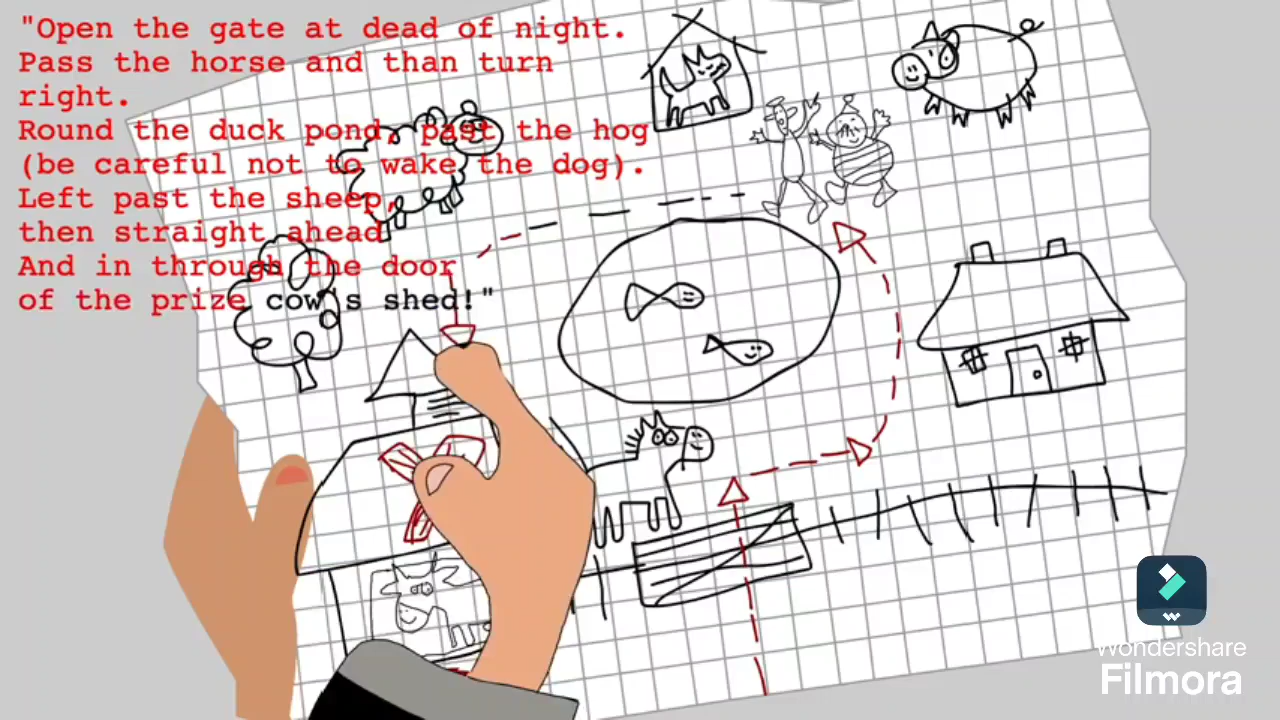 "Open the gate at dead of night.
Pass the horse and than turn
right.
Round the duck pond, past the hog
(be careful not to wake the dog).
Left past the sheep,
then straight ahead
And in through the door
of the prize cow's shed!"
Wondershare
Filmora